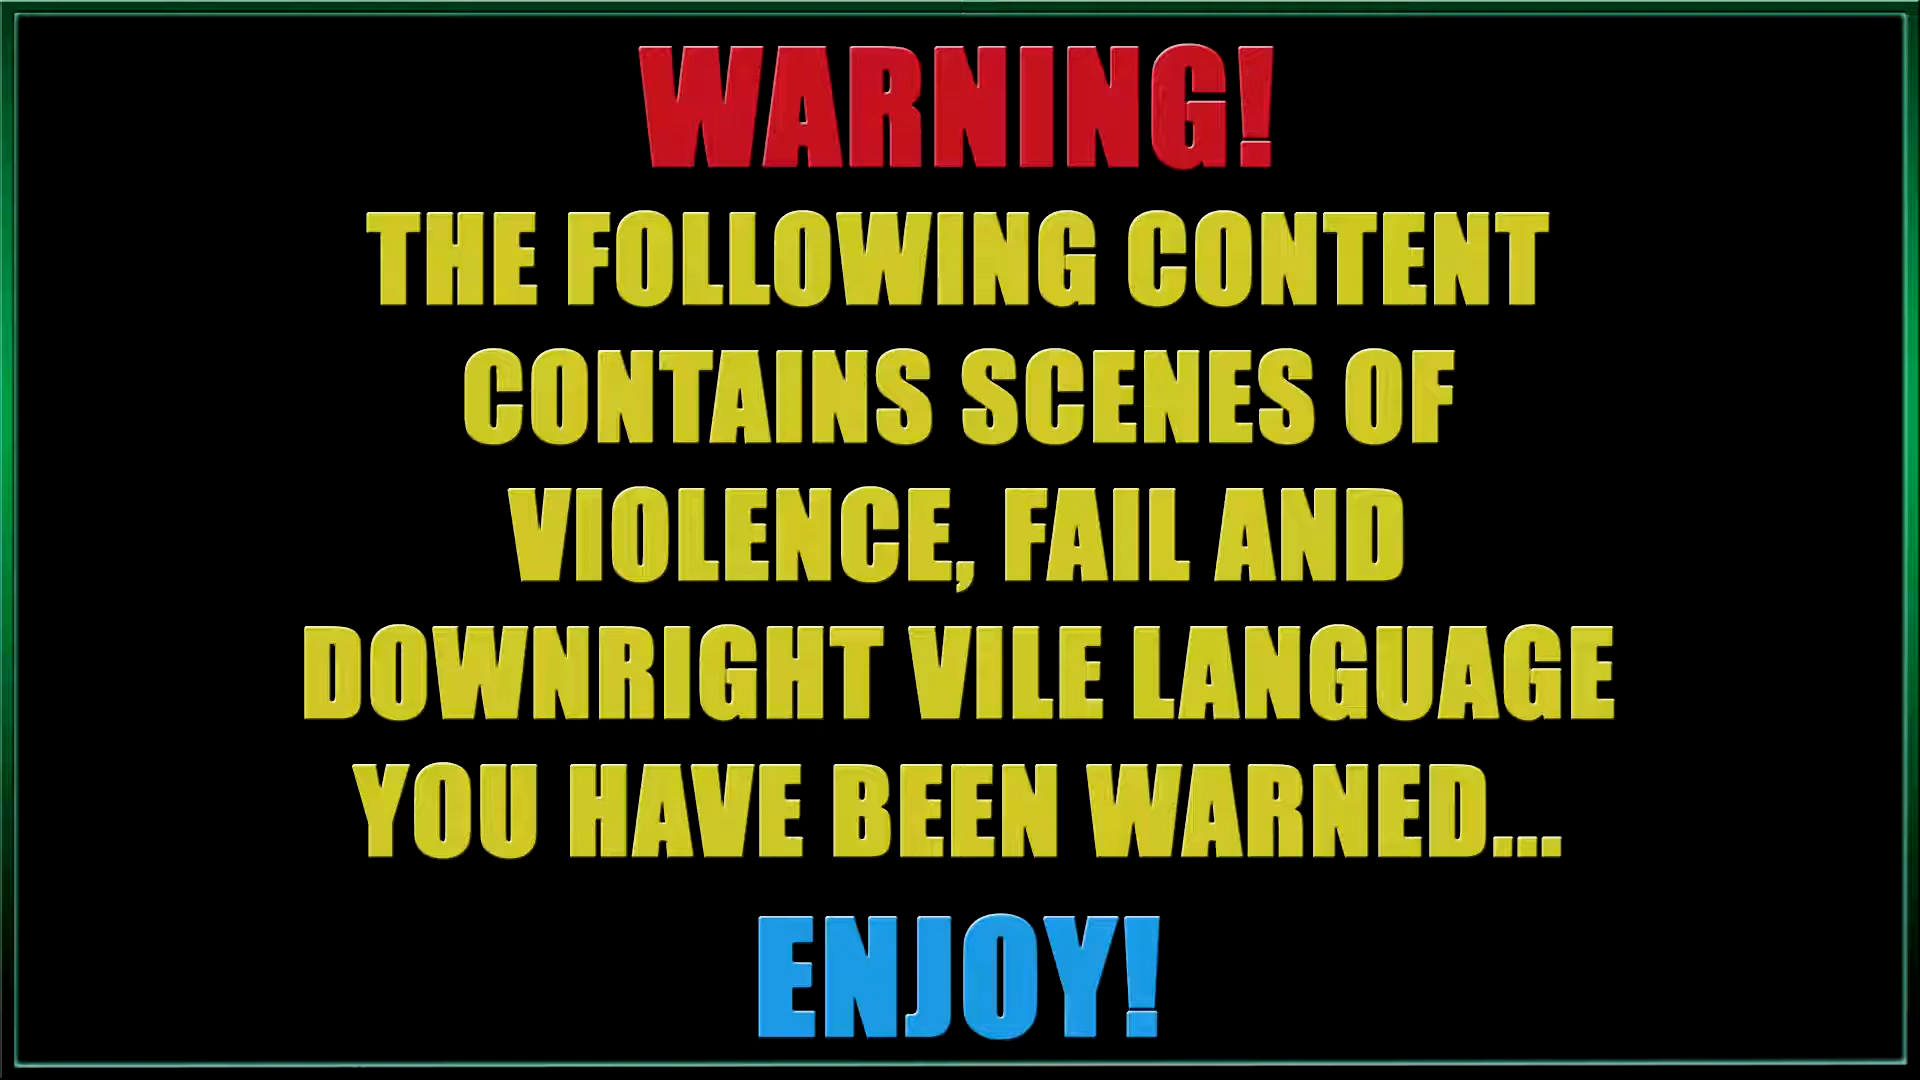 WARNING!
THE FOLLOWING CONTENT
CONTAINS SCENES OF
VIOLENCE, FAIL AND
DOWNRIGHT VILE LANGUAGE
YOU HAVE BEEN WARNED...
ENJOY!